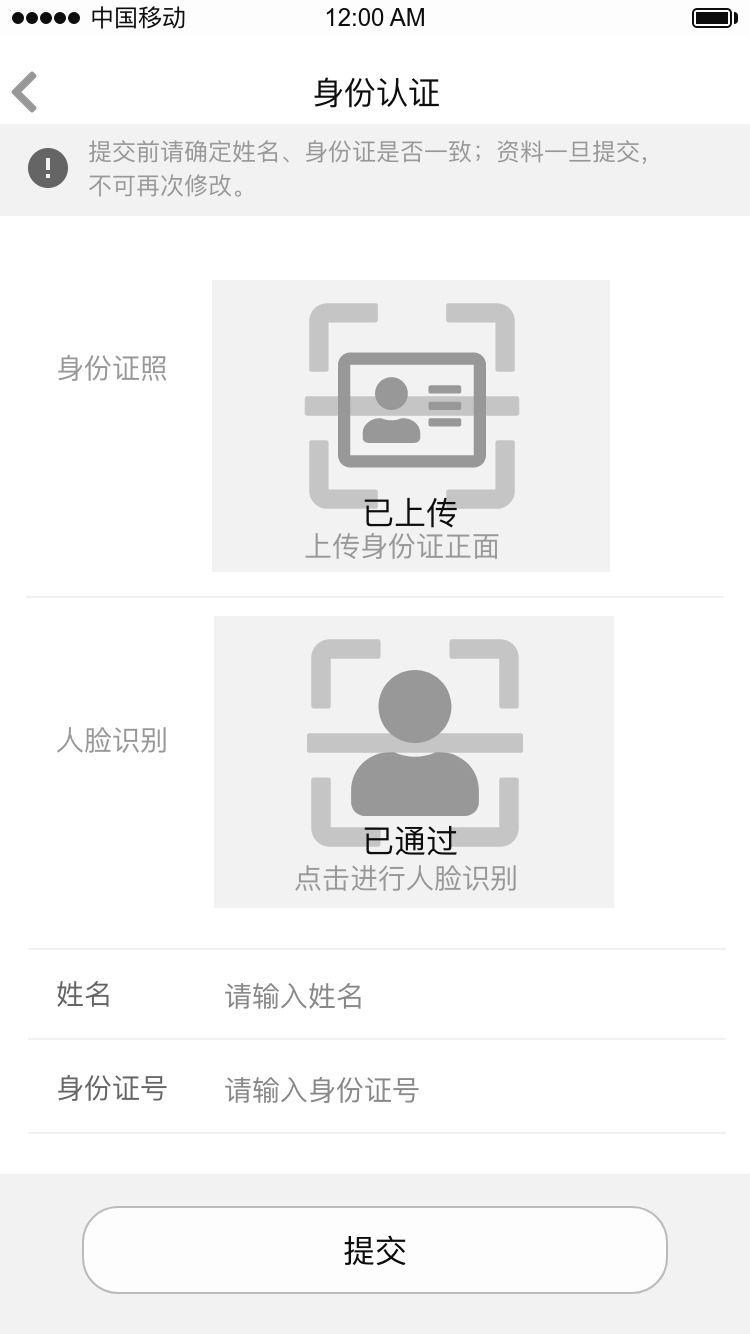 中国移动 12:00 AM
身份认证
提交前请确定姓名、身份证是否一致；资料一旦提交，
不可再次修改。
身份证照
已上传
上传身份证正面
人脸识别
已通过
点击进行人脸识别
姓名 请输入姓名
身份证号 请输入身份证号
提交